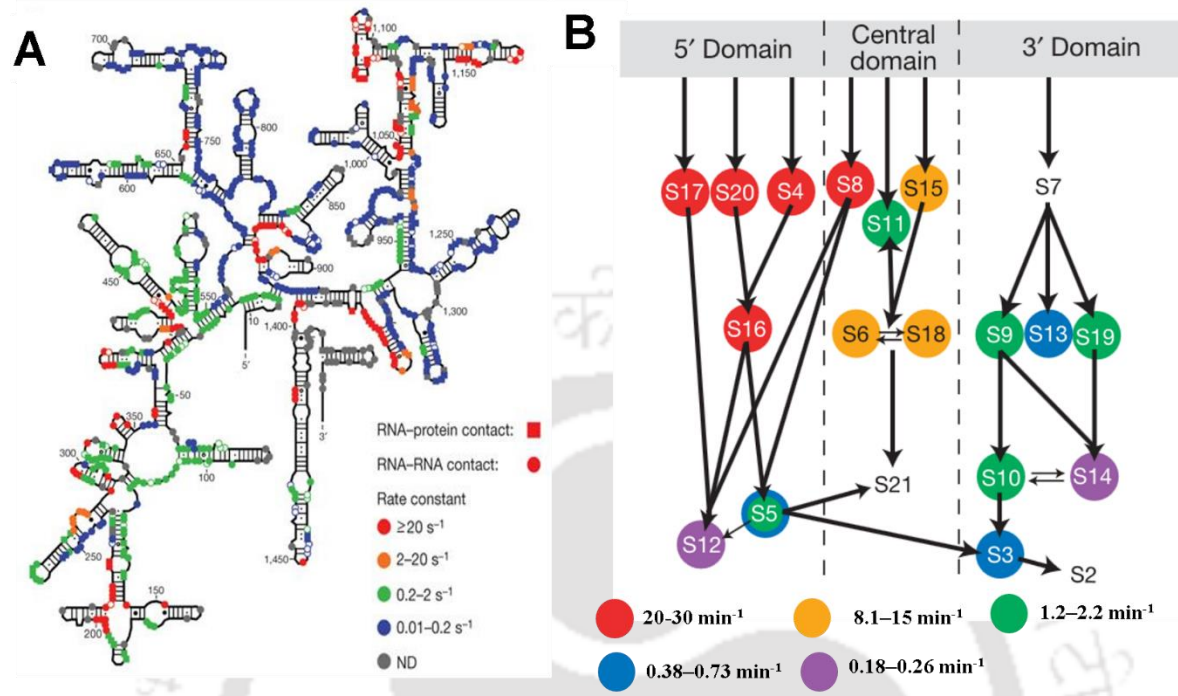 A
700
1,100
1,150
800
750
650
600
1,050
1,000
850
950
1,250
900
1,300
450
550
10
5′
1,400
50
3′
350
300
100
250
150
200
1,450
RNA–protein contact:
RNA–RNA contact:
Rate constant
≥20 s⁻¹
2–20 s⁻¹
0.2–2 s⁻¹
0.01–0.2 s⁻¹
ND
B
5′ Domain
Central
domain
3′ Domain
S17 S20 S4 S8 S15 S7
S11
S16 S6 S18 S9 S13 S19
S10 S14
S21
S5
S12 S3
S2
20-30 min⁻¹ 8.1–15 min⁻¹ 1.2–2.2 min⁻¹
0.38–0.73 min⁻¹ 0.18–0.26 min⁻¹